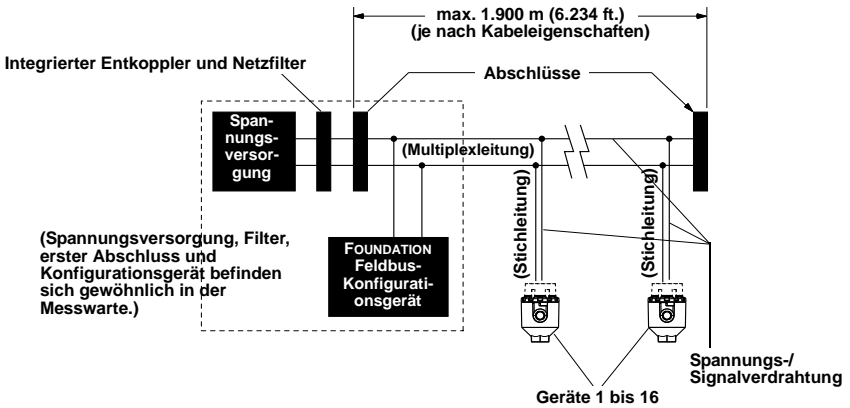 max. 1.900 m (6.234 ft.)
(je nach Kabeleigenschaften)
Integrierter Entkoppler und Netzfilter
Abschlüsse
Span-
nungs-
versor-
gung
(Multiplexleitung)
(Stichleitung)
(Stichleitung)
(Spannungsversorgung, Filter,
erster Abschluss und
Konfigurationsgerät befinden
sich gewöhnlich in der
Messwarte.)
FOUNDATION
Feldbus-
Konfigurati-
onsgerät
Spannungs-/
Signalverdrahtung
Geräte 1 bis 16